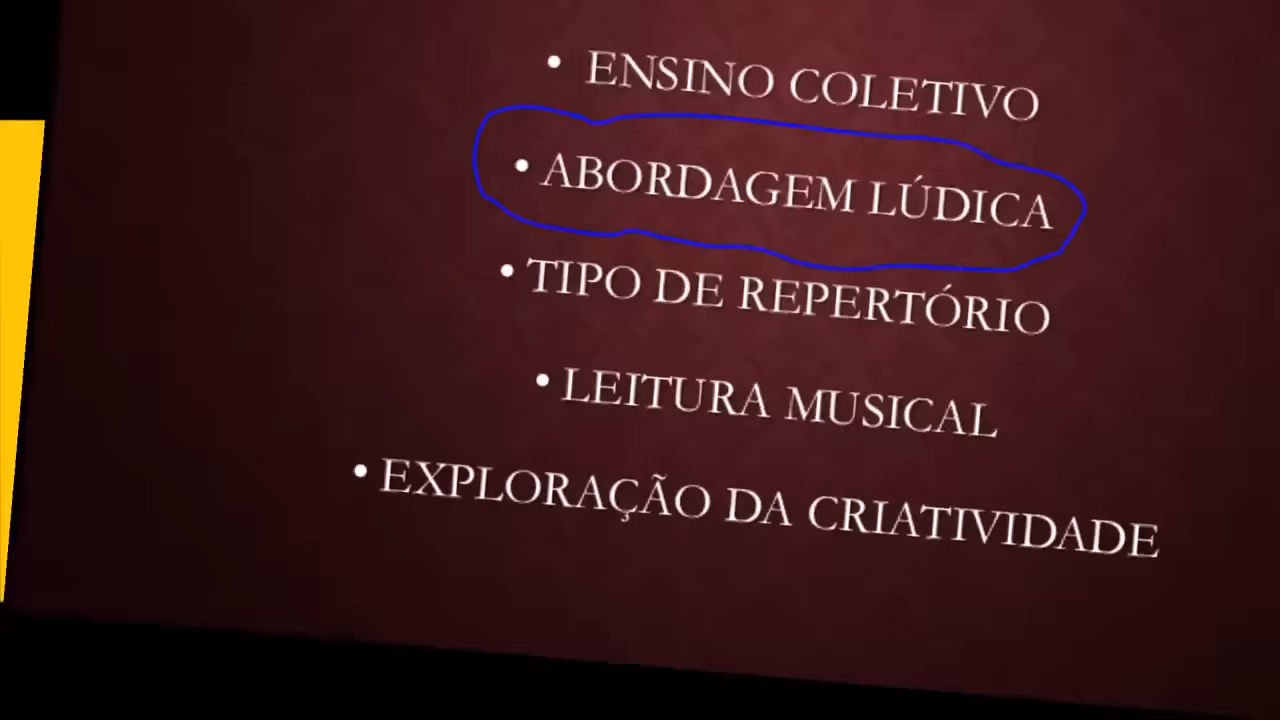 • ENSINO COLETIVO
• ABORDAGEM LÚDICA
• TIPO DE REPERTÓRIO
• LEITURA MUSICAL
• EXPLORAÇÃO DA CRIATIVIDADE